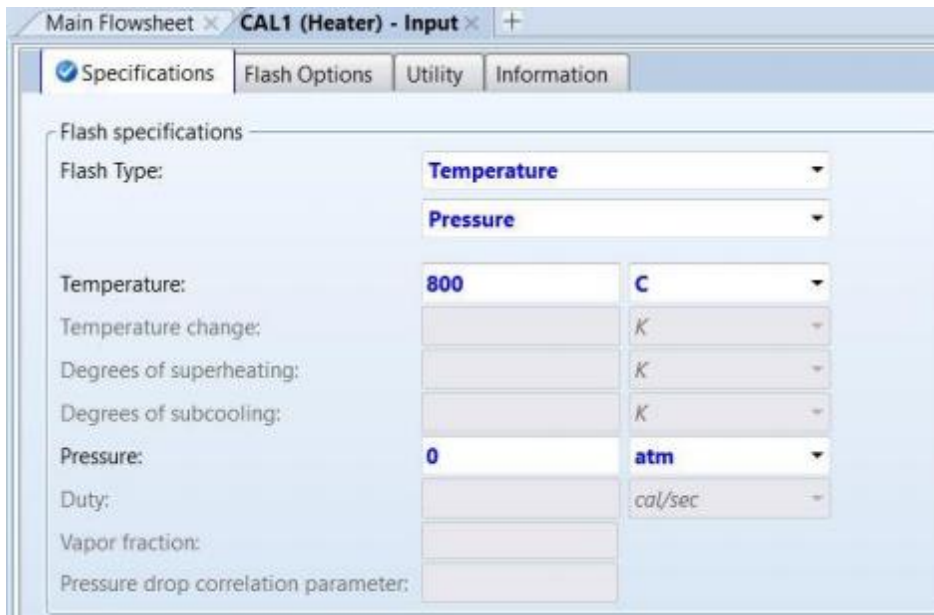 Main Flowsheet × CAL1 (Heater) - Input × +
Specifications Flash Options Utility Information
Flash specifications
Flash Type: Temperature
Pressure
Temperature: 800 C
Temperature change: K
Degrees of superheating: K
Degrees of subcooling: K
Pressure: 0 atm
Duty: cal/sec
Vapor fraction:
Pressure drop correlation parameter: